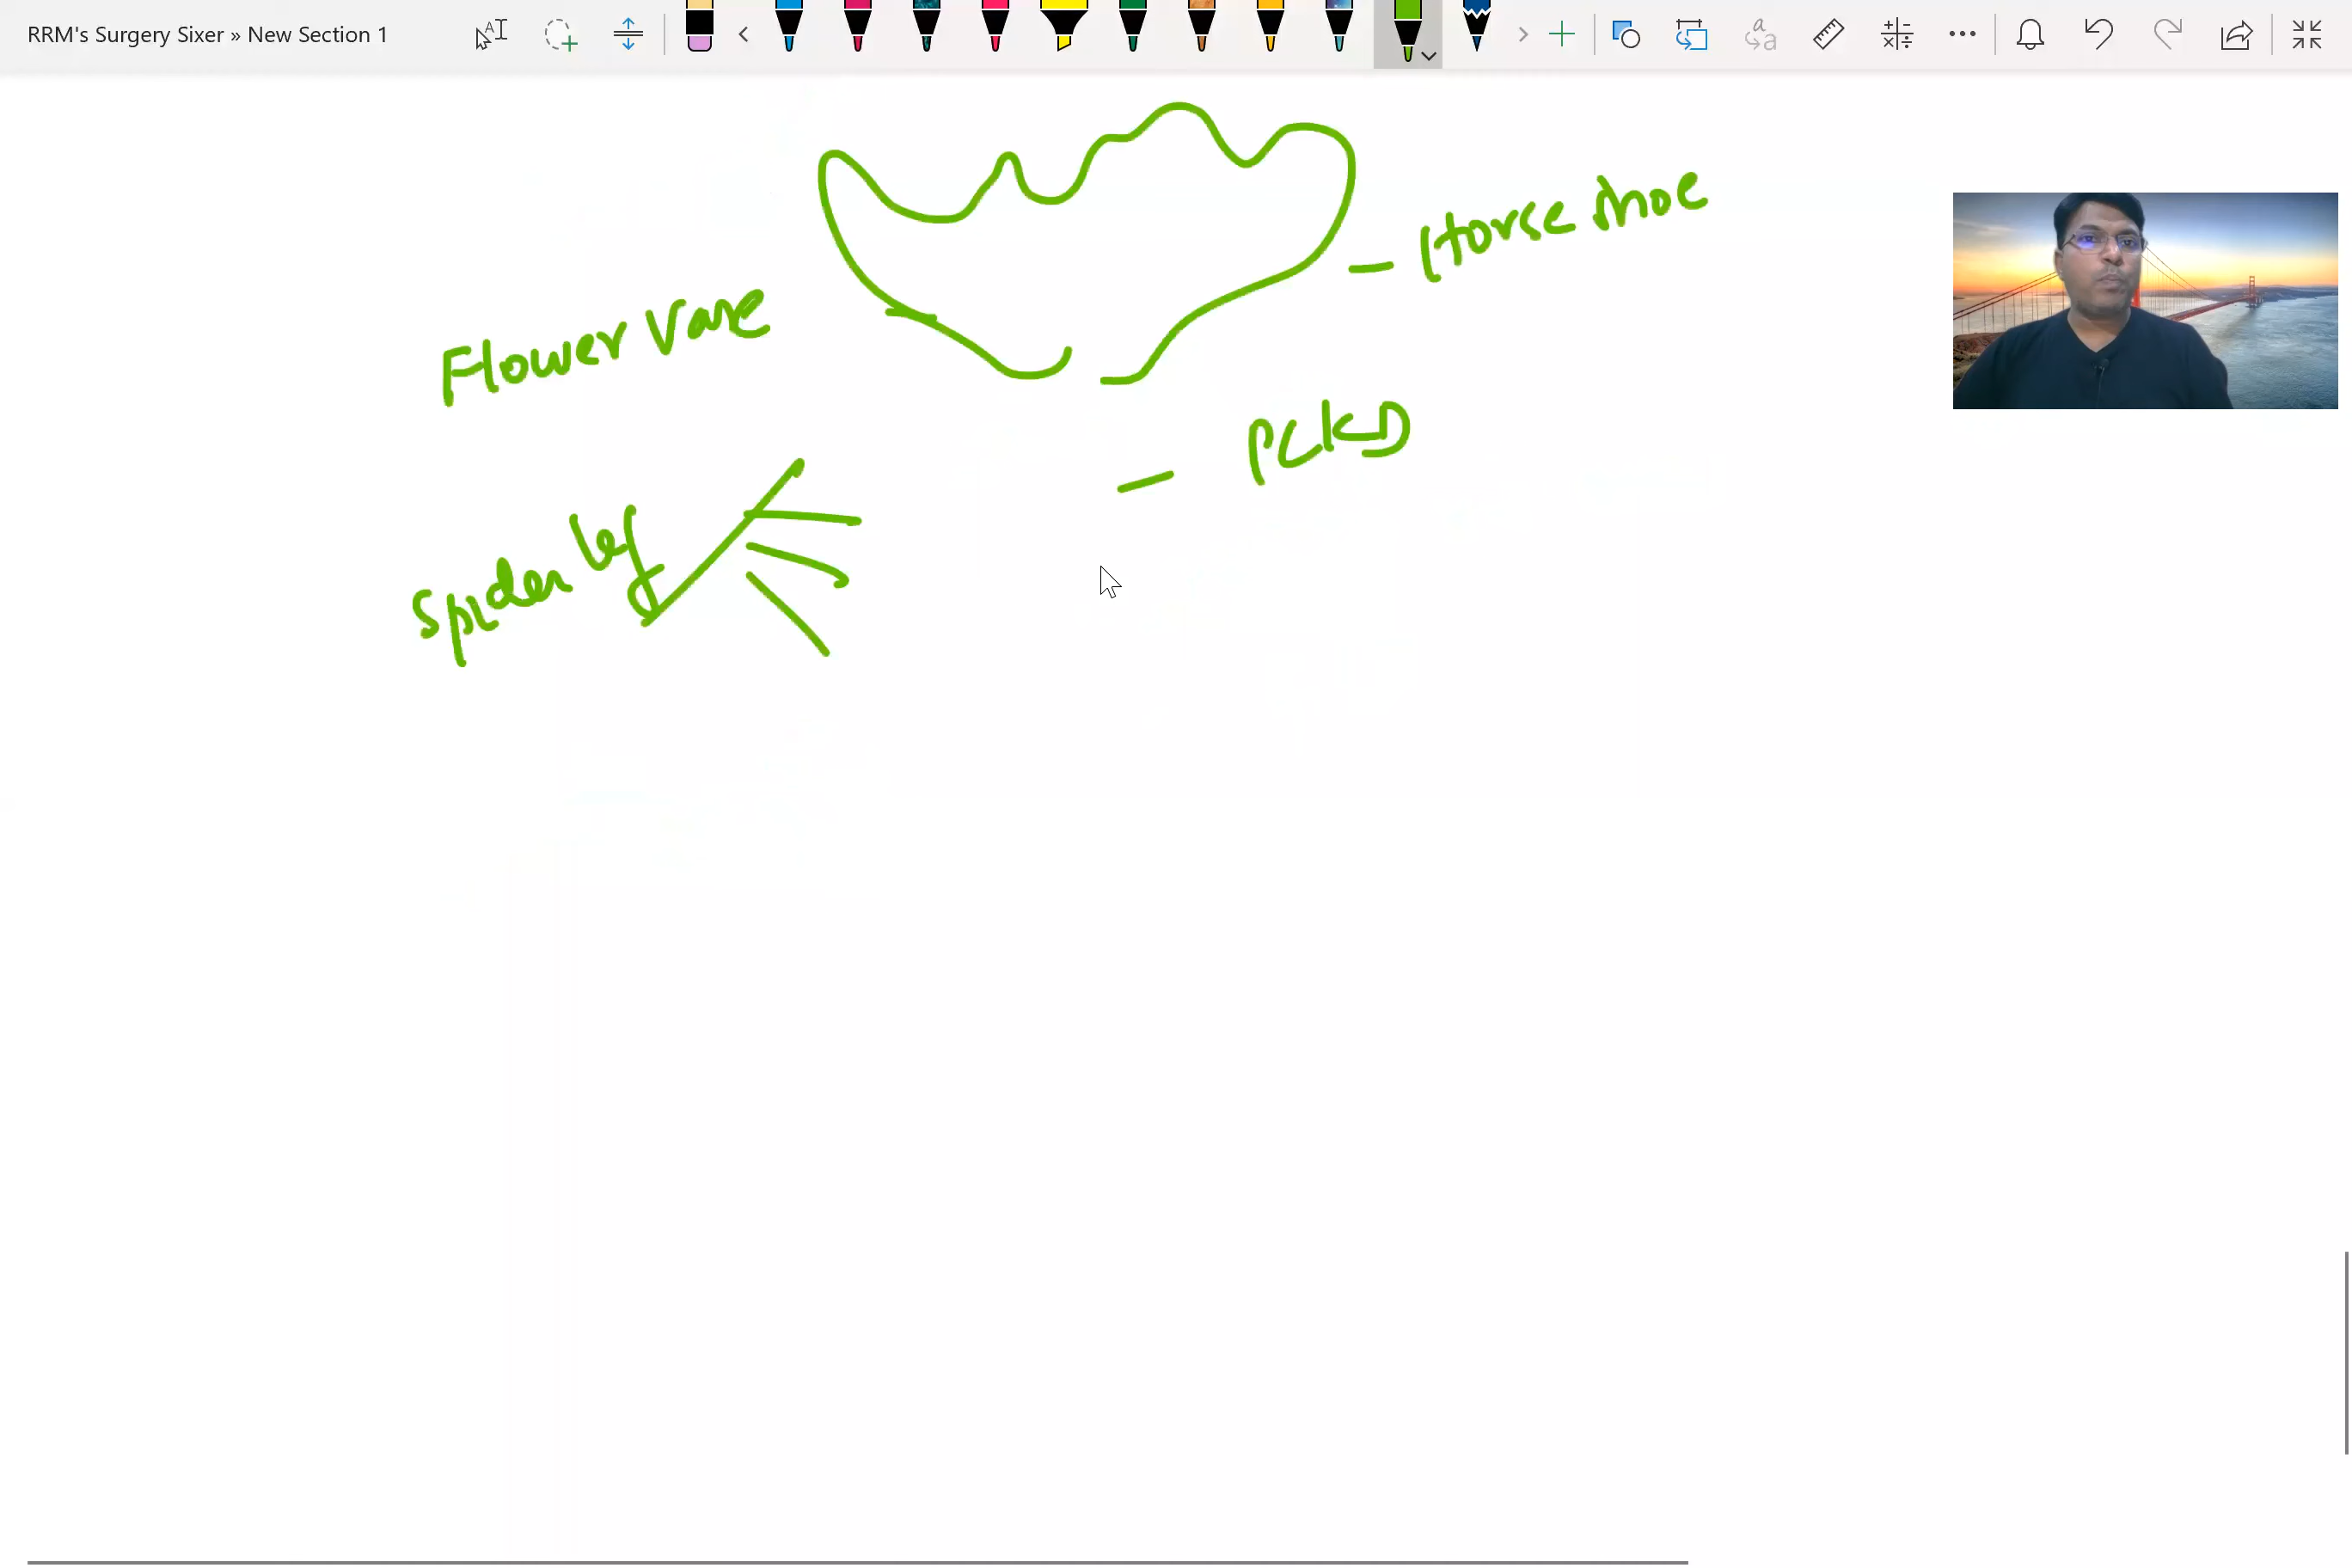 RRM's Surgery Sixer » New Section 1
Flower Vase
– Horse shoe
– PCKD
Spider leg